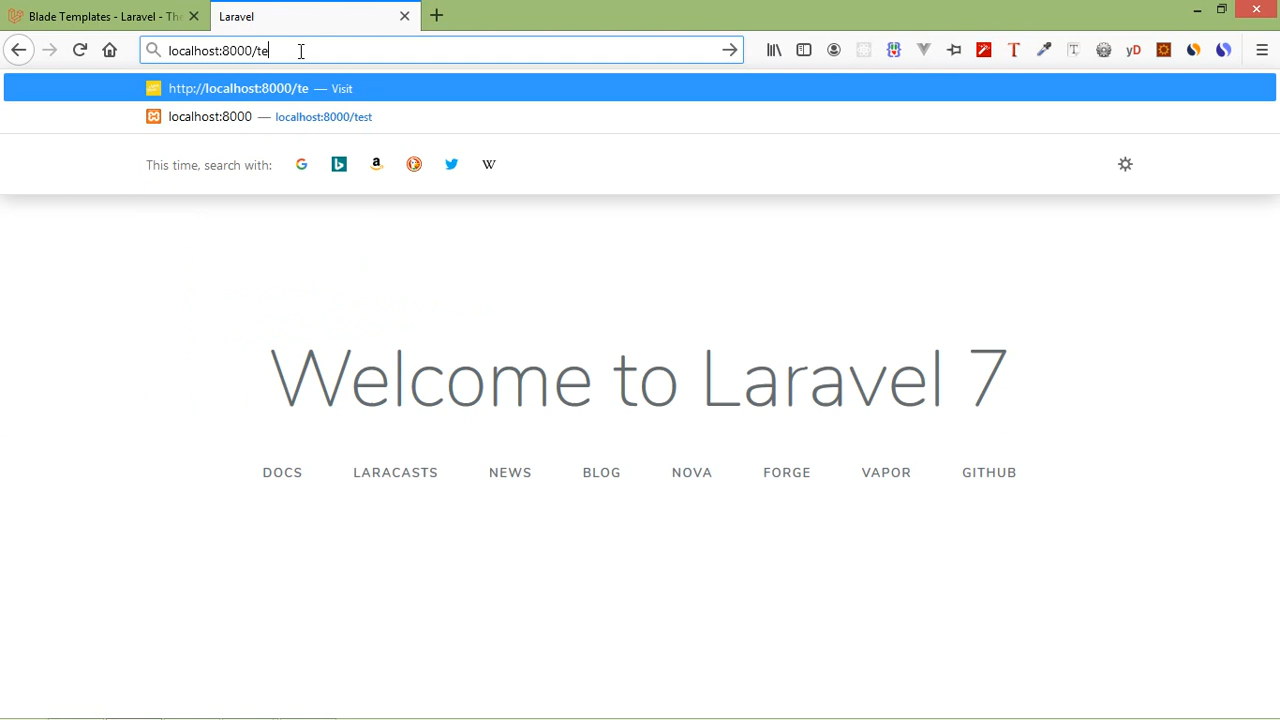 Blade Templates - Laravel - The
Laravel
localhost:8000/te
http://localhost:8000/te — Visit
localhost:8000 — localhost:8000/test
This time, search with:
Welcome to Laravel 7
DOCS LARACASTS NEWS BLOG NOVA FORGE VAPOR GITHUB